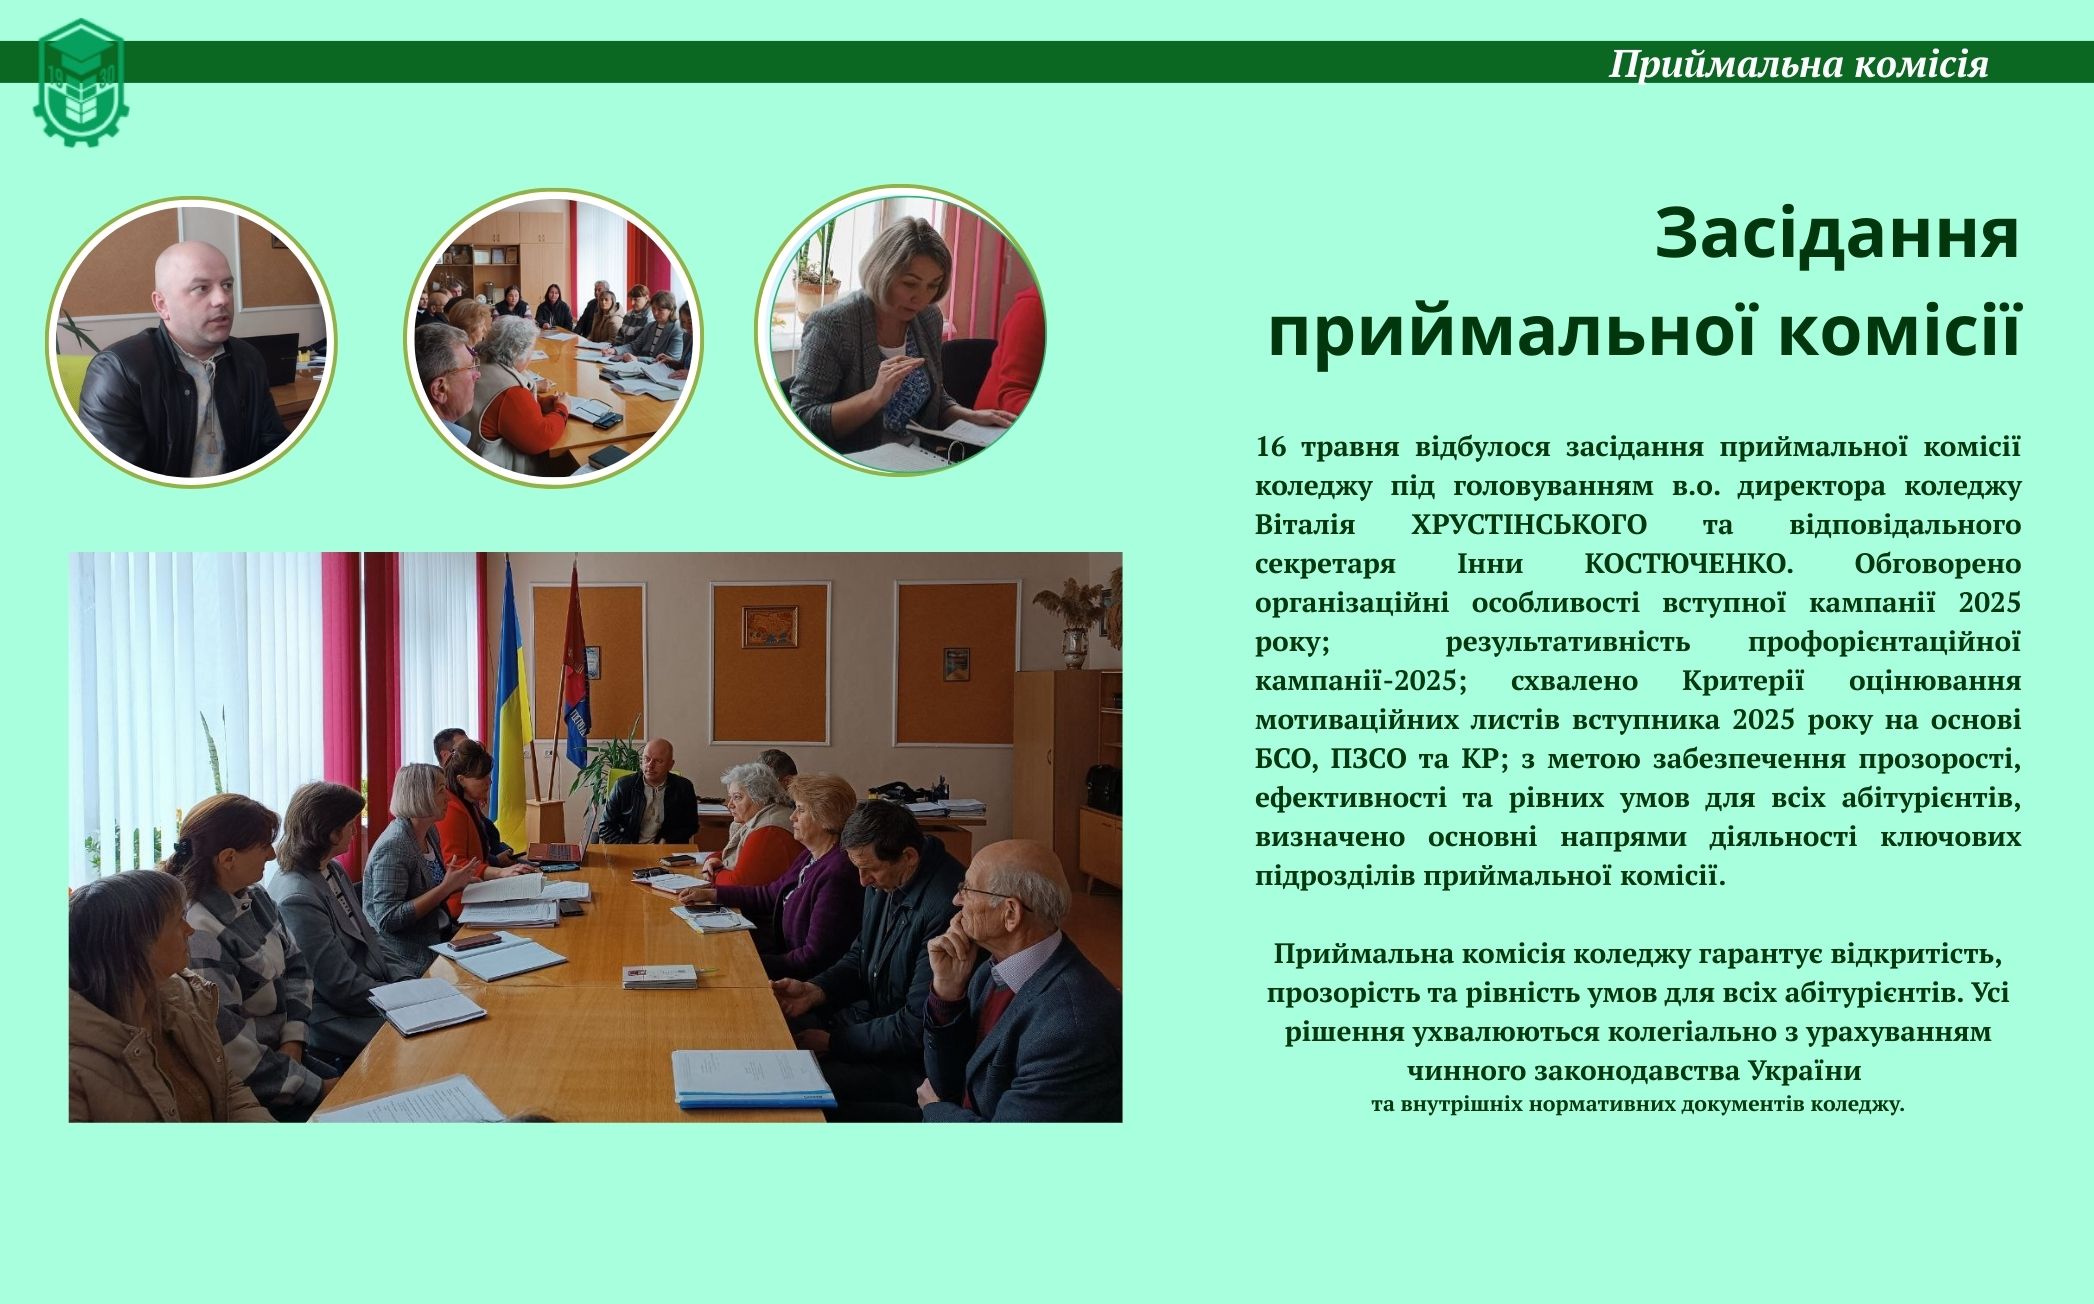 19 30
Приймальна комісія
Засідання
приймальної комісії
16 травня відбулося засідання приймальної комісії
коледжу під головуванням в.о. директора коледжу
Віталія ХРУСТІНСЬКОГО та відповідального
секретаря Інни КОСТЮЧЕНКО. Обговорено
організаційні особливості вступної кампанії 2025
року; результативність профорієнтаційної
кампанії-2025; схвалено Критерії оцінювання
мотиваційних листів вступника 2025 року на основі
БСО, ПЗСО та КР; з метою забезпечення прозорості,
ефективності та рівних умов для всіх абітурієнтів,
визначено основні напрями діяльності ключових
підрозділів приймальної комісії.
Приймальна комісія коледжу гарантує відкритість,
прозорість та рівність умов для всіх абітурієнтів. Усі
рішення ухвалюються колегіально з урахуванням
чинного законодавства України
та внутрішніх нормативних документів коледжу.